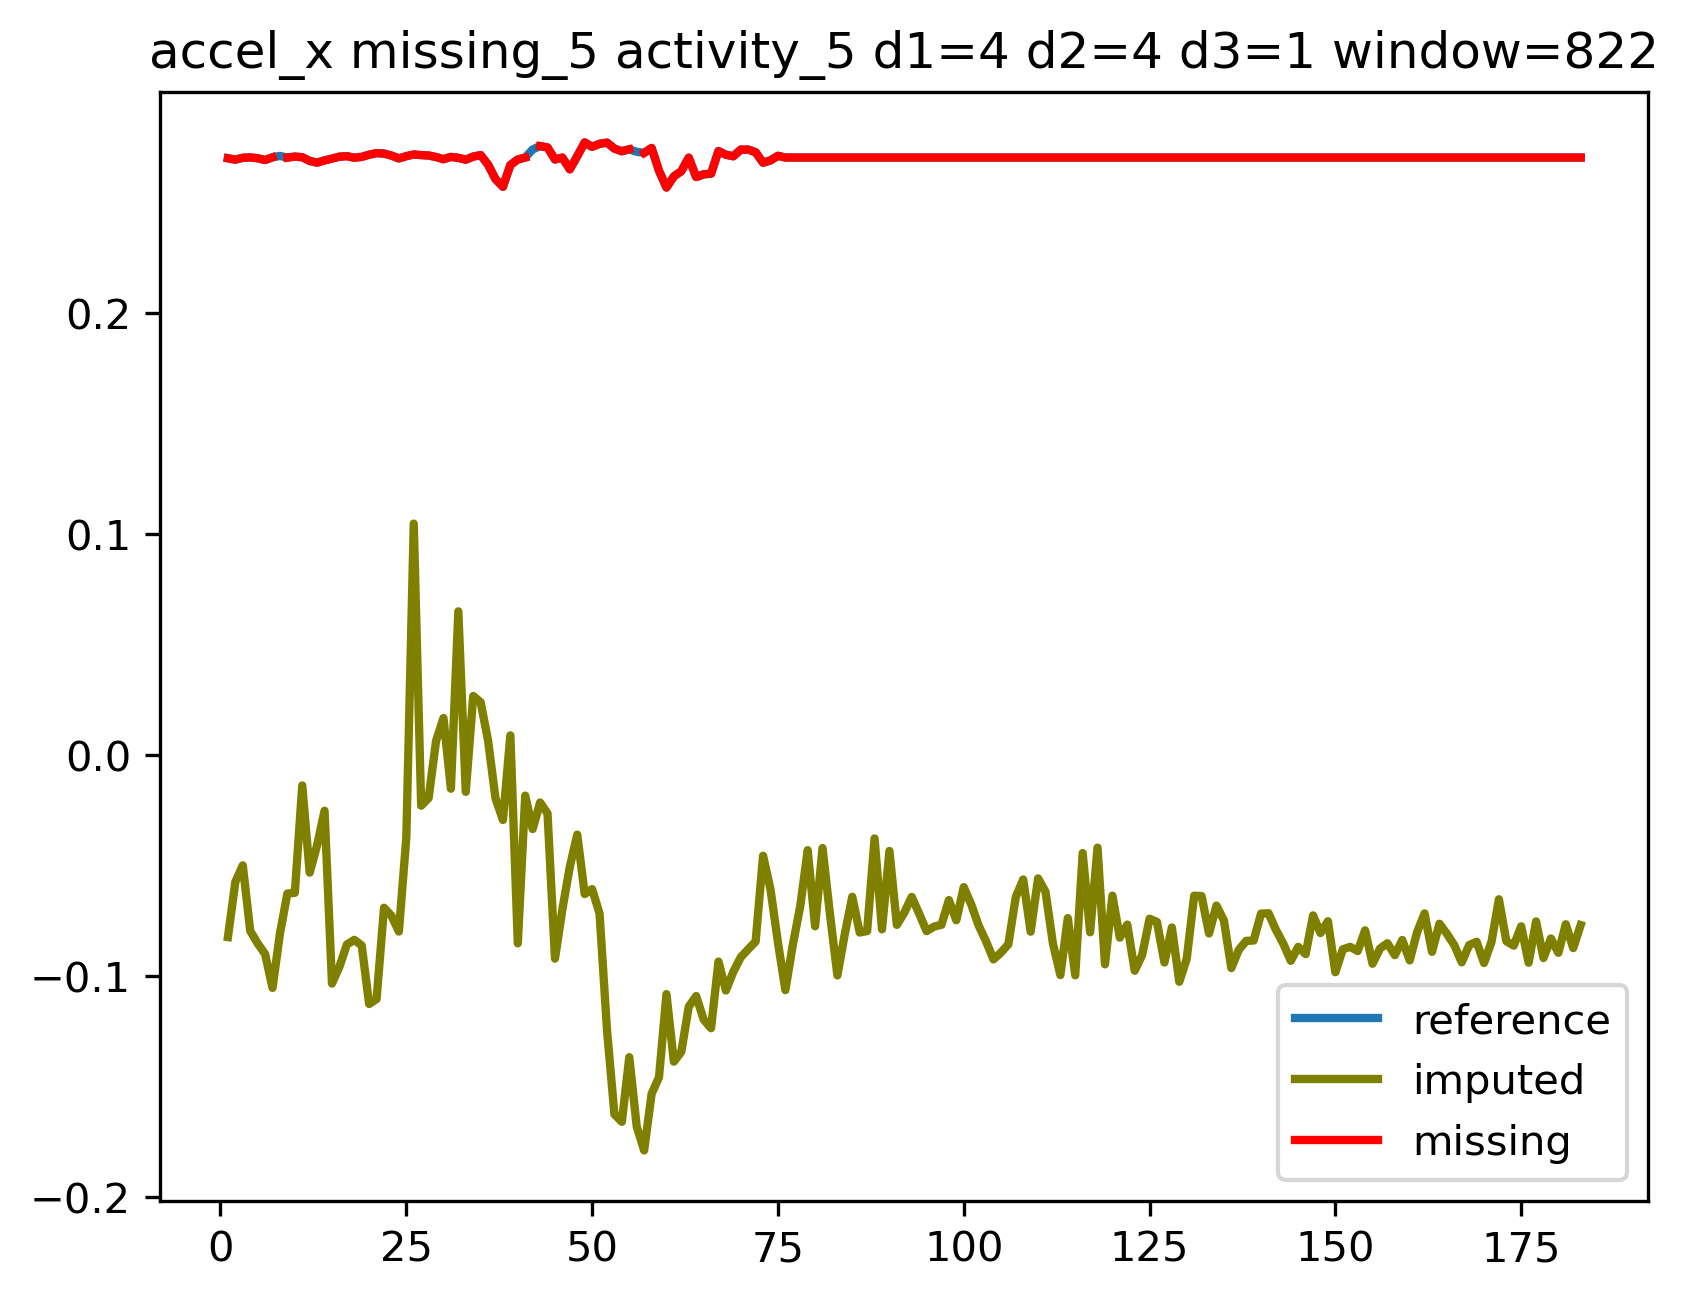 accel_x missing_5 activity_5 d1=4 d2=4 d3=1 window=822
0.2
0.1
0.0
−0.1
−0.2
reference
imputed
missing
0 25 50 75 100 125 150 175